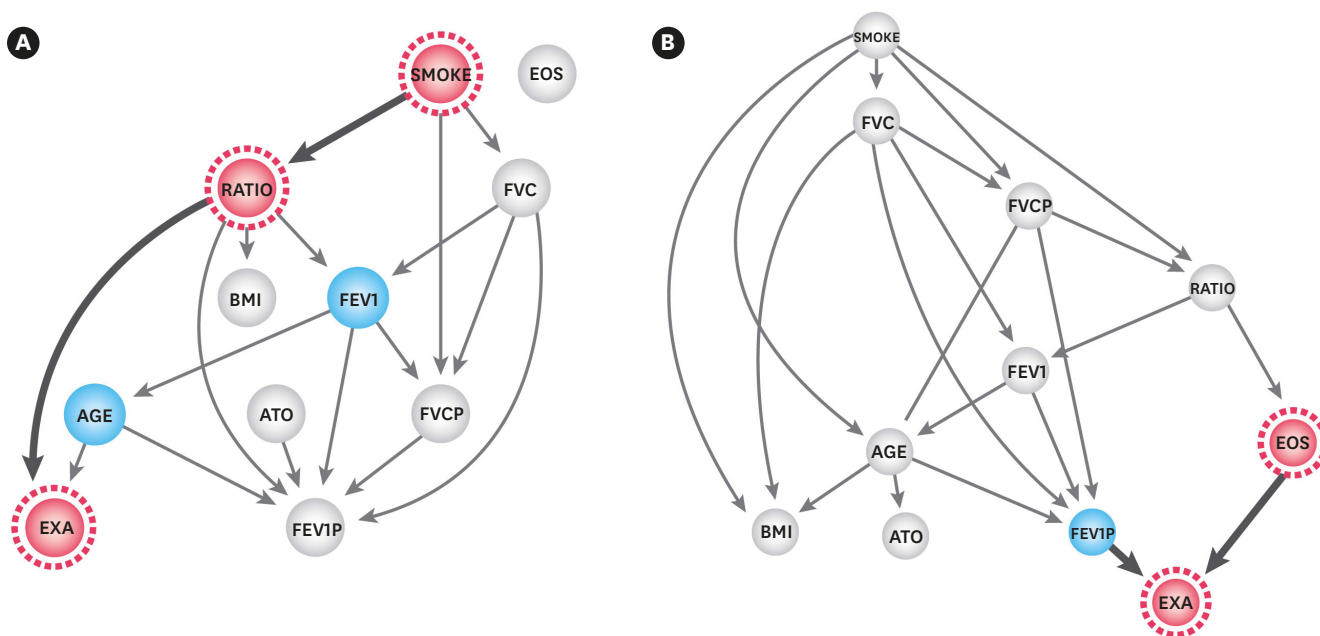 A
SMOKE
EOS
RATIO
FVC
BMI
FEV1
AGE
ATO
FVCP
EXA
FEV1P
B
SMOKE
FVC
FVCP
RATIO
FEV1
EOS
AGE
BMI
ATO
FEV1P
EXA